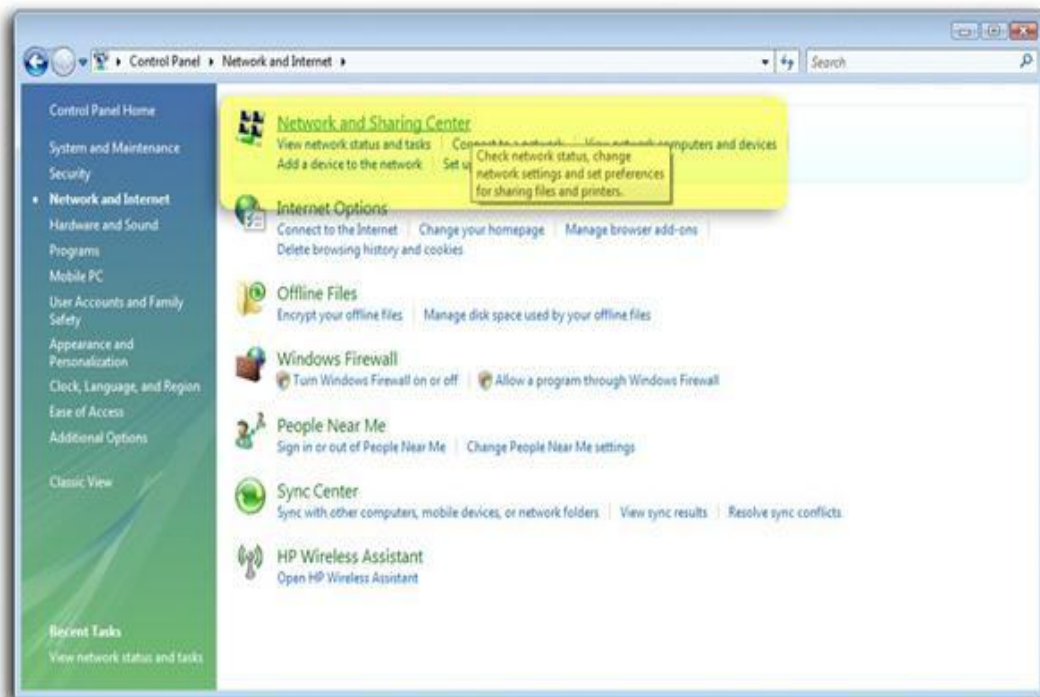 Control Panel ▸ Network and Internet ▸
Search
Control Panel Home
System and Maintenance
Security
Network and Internet
Hardware and Sound
Programs
Mobile PC
User Accounts and Family
Safety
Appearance and
Personalization
Clock, Language, and Region
Ease of Access
Additional Options
Classic View
Recent Tasks
View network status and tasks
Network and Sharing Center
View network status and tasks | Connect to a network | View network computers and devices
Add a device to the network | Set
Check network status, change
network settings and set preferences
for sharing files and printers.
Internet Options
Connect to the Internet | Change your homepage | Manage browser add-ons
Delete browsing history and cookies
Offline Files
Encrypt your offline files | Manage disk space used by your offline files
Windows Firewall
Turn Windows Firewall on or off | Allow a program through Windows Firewall
People Near Me
Sign in or out of People Near Me | Change People Near Me settings
Sync Center
Sync with other computers, mobile devices, or network folders | View sync results | Resolve sync conflicts
HP Wireless Assistant
Open HP Wireless Assistant